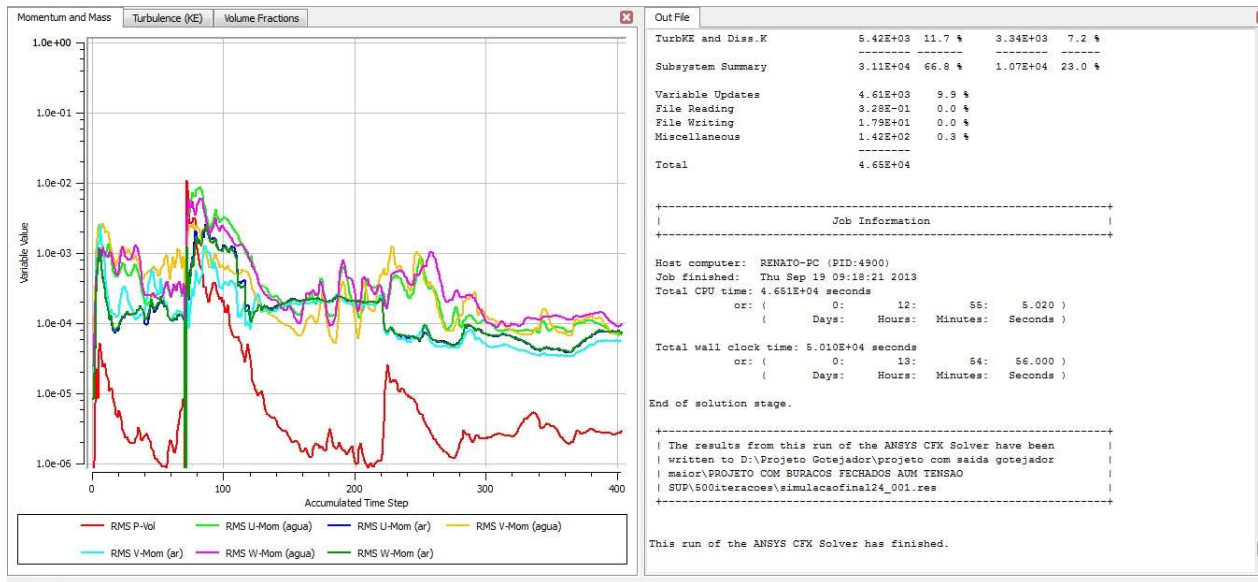 Momentum and Mass Turbulence (KE) Volume Fractions
1.0e+00
1.0e-01
1.0e-02
1.0e-03
1.0e-04
1.0e-05
1.0e-06
Variable Value
0 100 200 300 400
Accumulated Time Step
RMS P-Vol RMS U-Mom (agua) RMS U-Mom (ar) RMS V-Mom (agua)
RMS V-Mom (ar) RMS W-Mom (agua) RMS W-Mom (ar)
Out File
TurbKE and Diss.K 5.42E+03 11.7 % 3.34E+03 7.2 %
-------- ------- -------- ------
Subsystem Summary 3.11E+04 66.8 % 1.07E+04 23.0 %
Variable Updates 4.61E+03 9.9 %
File Reading 3.28E-01 0.0 %
File Writing 1.79E+01 0.0 %
Miscellaneous 1.42E+02 0.3 %
--------
Total 4.65E+04
+--------------------------------------------------------------------+
| Job Information |
+--------------------------------------------------------------------+
Host computer: RENATO-PC (PID:4900)
Job finished: Thu Sep 19 09:18:21 2013
Total CPU time: 4.651E+04 seconds
or: ( 0: 12: 55: 5.020 )
( Days: Hours: Minutes: Seconds )
Total wall clock time: 5.010E+04 seconds
or: ( 0: 13: 54: 56.000 )
( Days: Hours: Minutes: Seconds )
End of solution stage.
+--------------------------------------------------------------------+
| The results from this run of the ANSYS CFX Solver have been |
| written to D:\Projeto Gotejador\projeto com saida gotejador |
| maior\PROJETO COM BURACOS FECHADOS AUM TENSAO |
| SUP\500iteracoes\simulacaofinal24_001.res |
+--------------------------------------------------------------------+
This run of the ANSYS CFX Solver has finished.